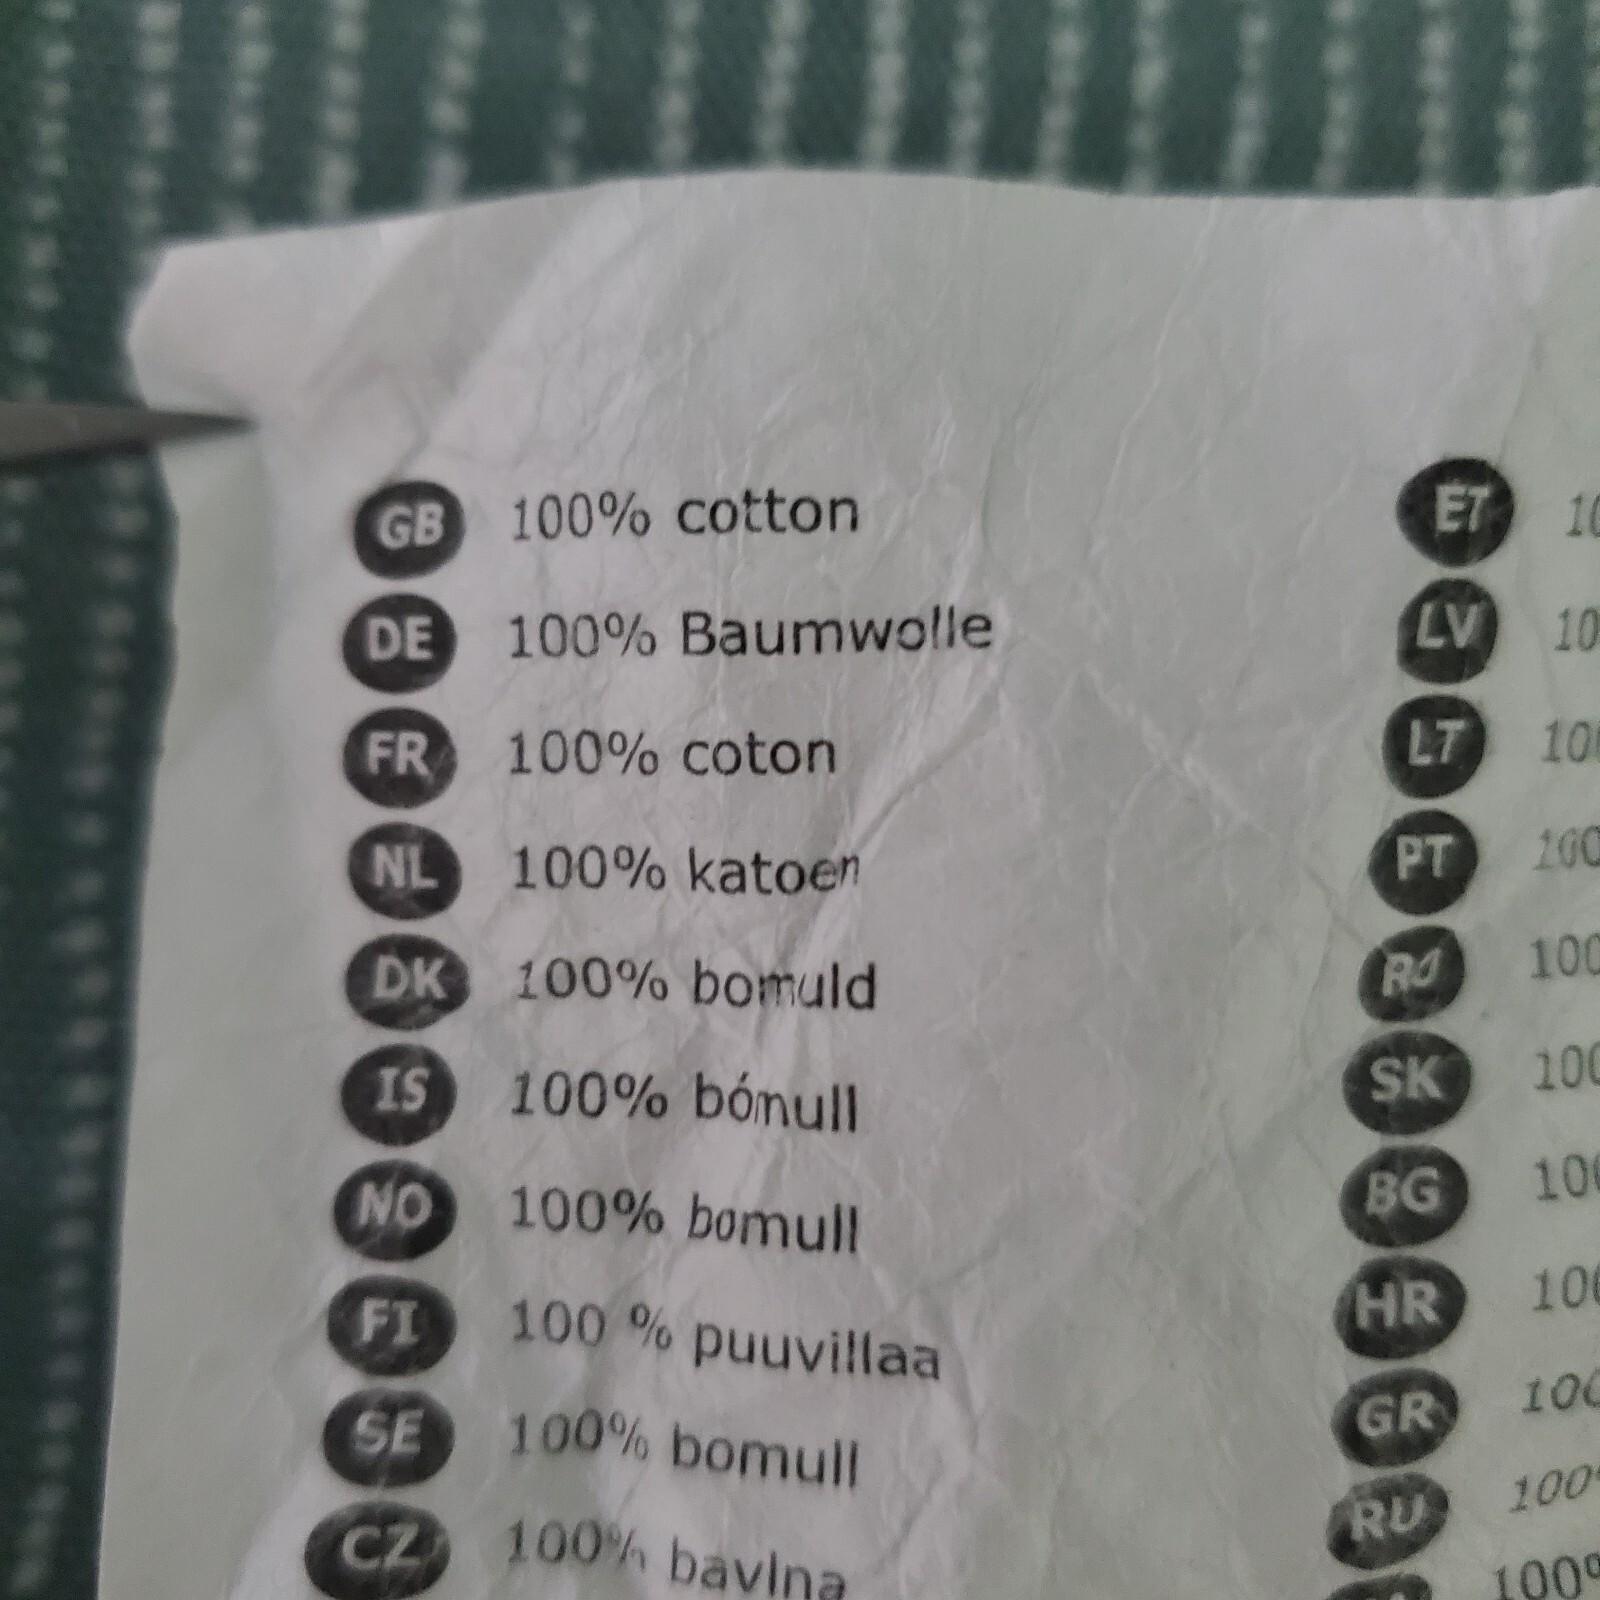 GB 100% cotton
DE 100% Baumwolle
FR 100% coton
NL 100% katoen
DK 100% bomuld
IS 100% bómull
NO 100% bomull
FI 100 % puuvillaa
SE 100% bomull
CZ 100% bavlna
ET
LV
LT
PT
RO
SK
BG
HR
GR
RU